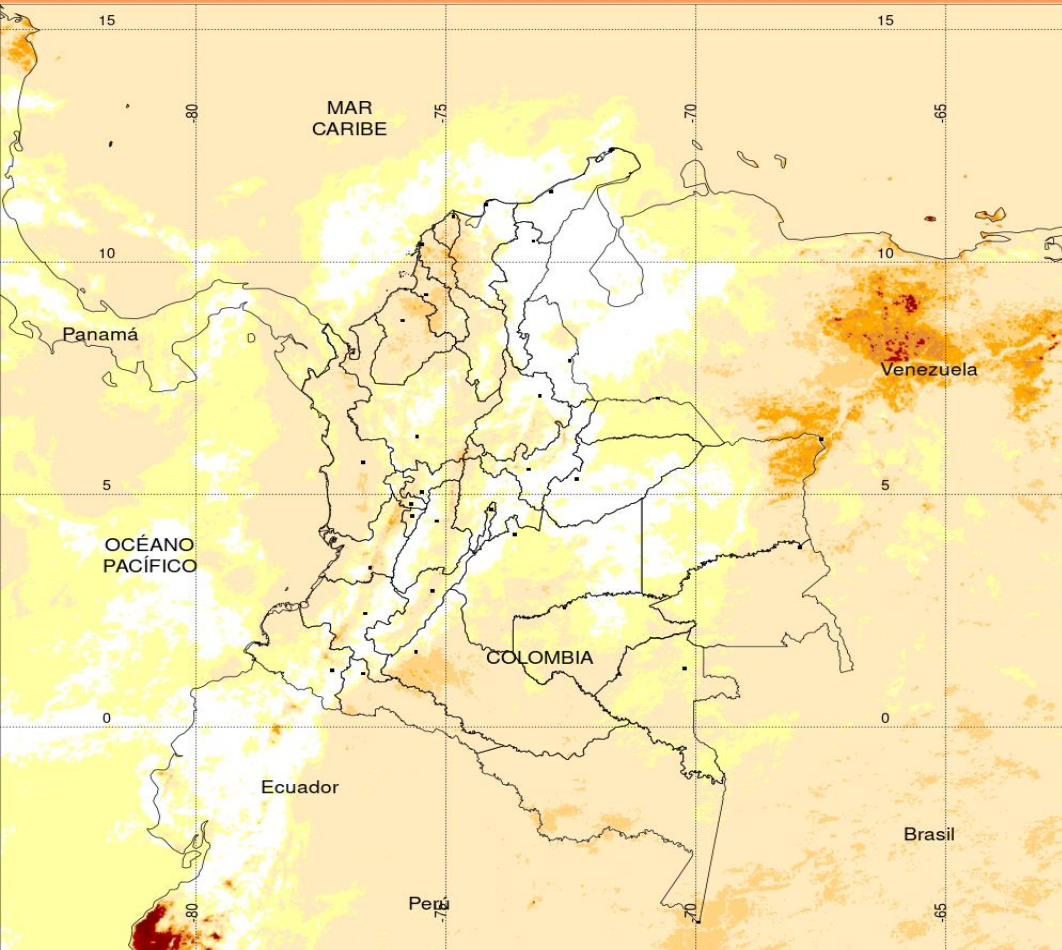 15
15
-80
-75
-70
-65
MAR
CARIBE
10
10
Panamá
Venezuela
5
5
OCÉANO
PACÍFICO
COLOMBIA
0
0
Ecuador
Brasil
Perú
-80
-75
-70
-65